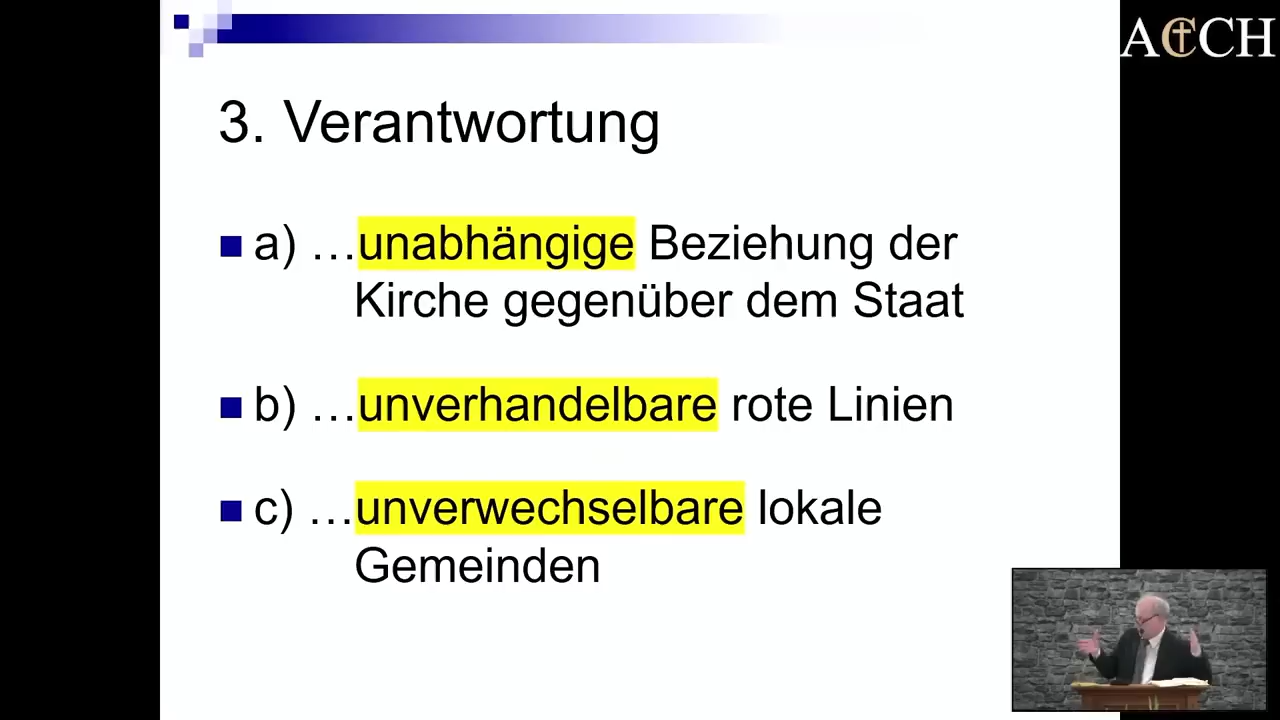 ACCH
3. Verantwortung
a) …unabhängige Beziehung der
Kirche gegenüber dem Staat
b) …unverhandelbare rote Linien
c) …unverwechselbare lokale
Gemeinden